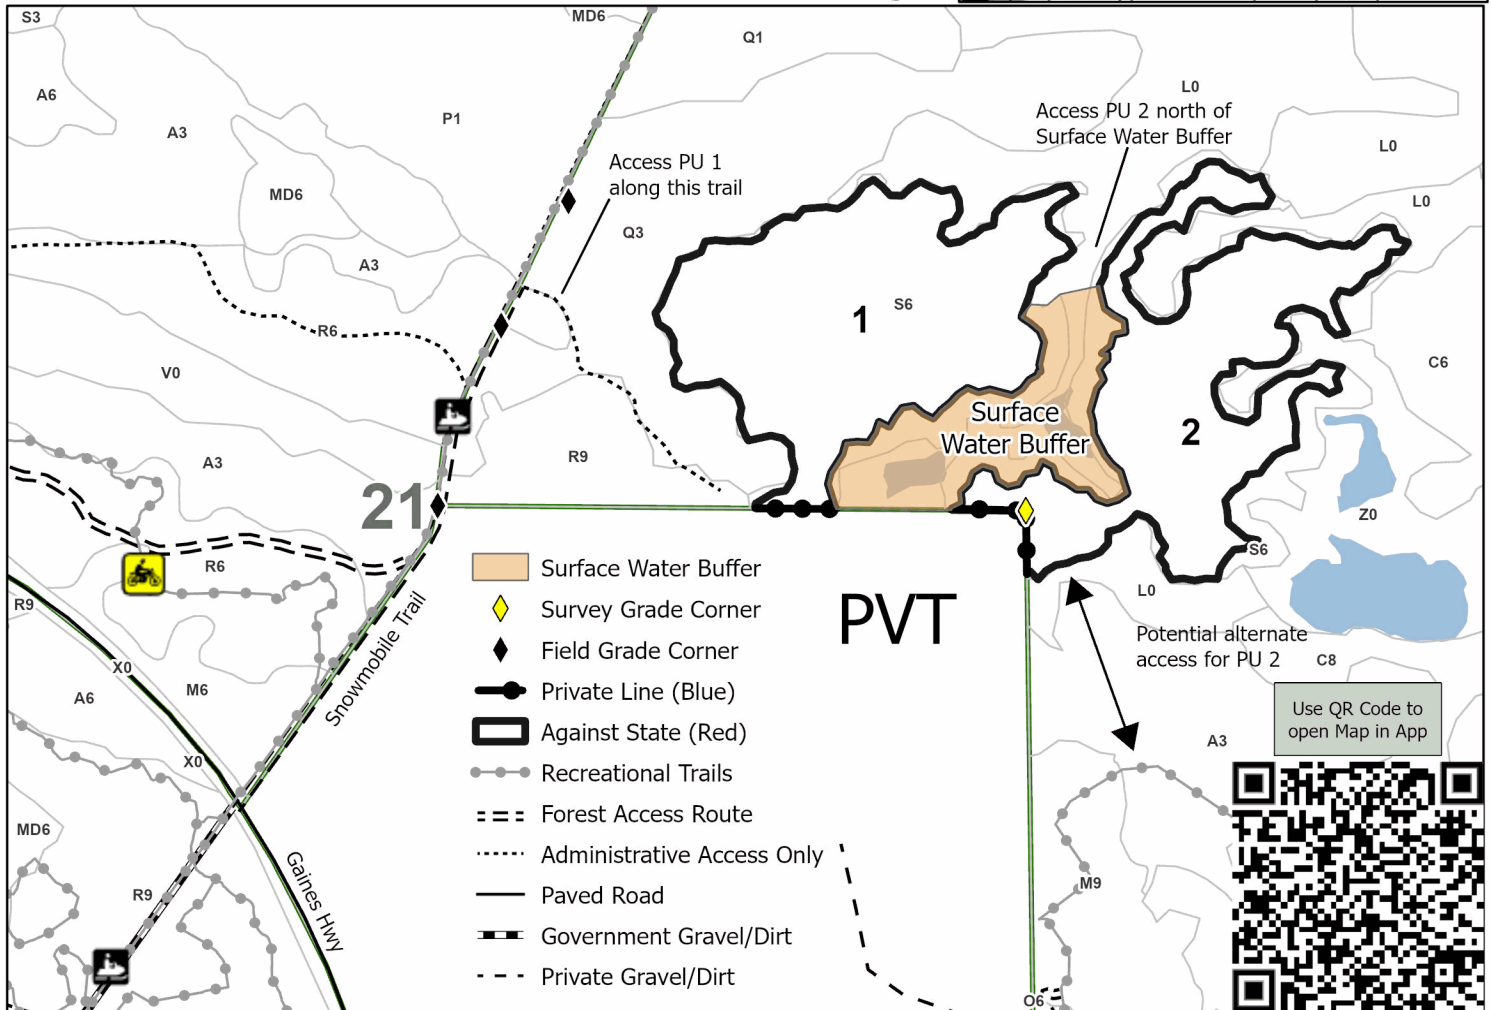 S3
MD6
Q1
A6
A3
P1
L0
Access PU 2 north of
Surface Water Buffer
L0
Access PU 1
along this trail
MD6
L0
Q3
A3
R6
1
S6
V0
C6
Surface
Water Buffer
2
A3
R9
21
Z0
S6
R6
R9
L0
Surface Water Buffer
Survey Grade Corner
Field Grade Corner
Private Line (Blue)
Against State (Red)
Recreational Trails
Forest Access Route
Administrative Access Only
Paved Road
Government Gravel/Dirt
Private Gravel/Dirt
PVT
Potential alternate
access for PU 2
C8
Snowmobile Trail
X0
M6
A6
Use QR Code to
open Map in App
A3
X0
MD6
Gaines Hwy
R9
M9
O6